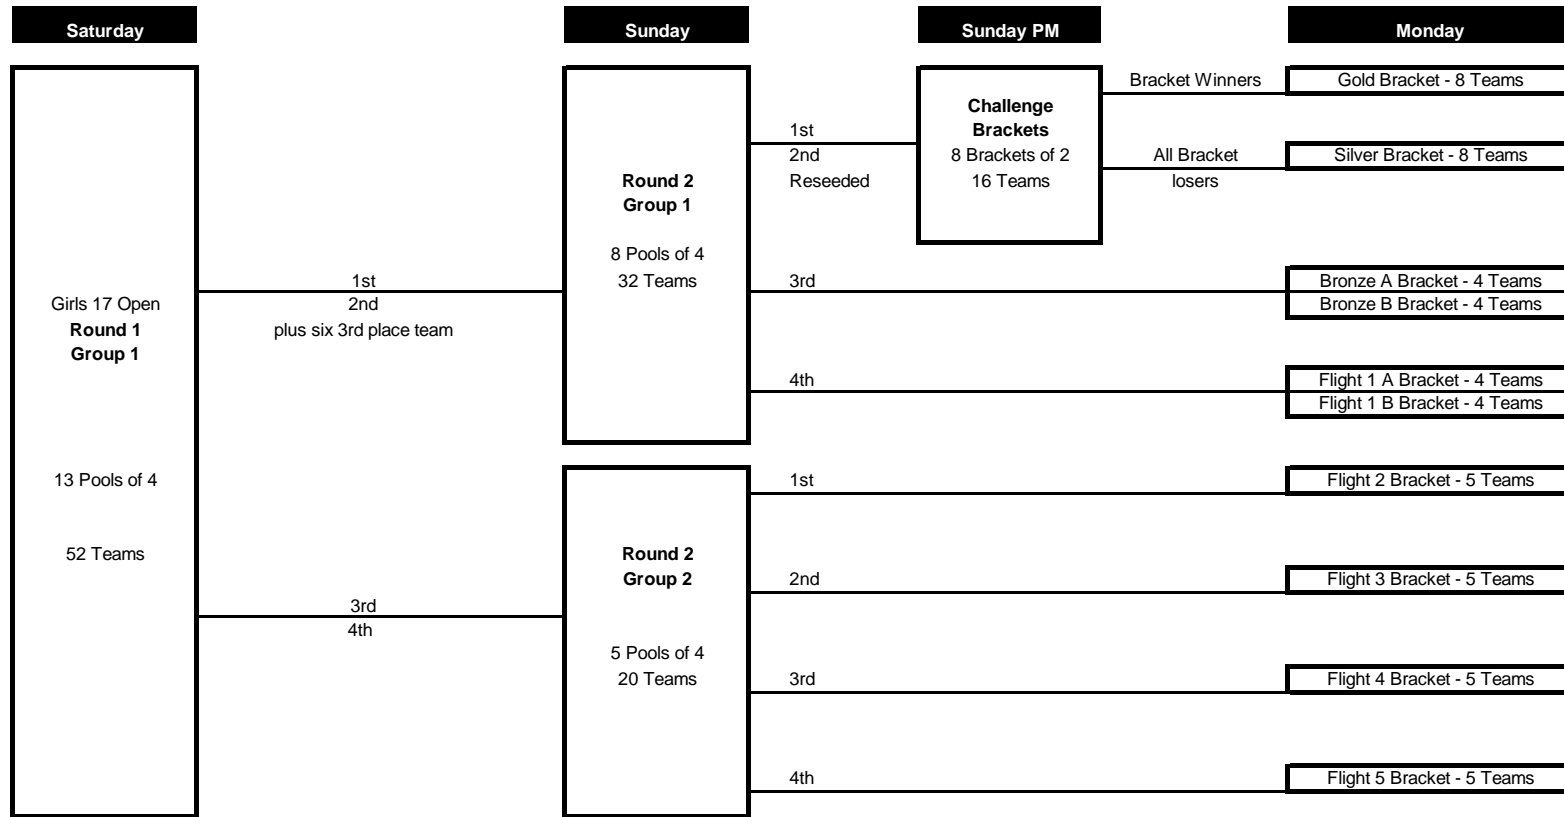 Saturday
Sunday
Sunday PM
Monday
Girls 17 Open
Round 1
Group 1
13 Pools of 4
52 Teams
1st
2nd
plus six 3rd place team
3rd
4th
Round 2
Group 1
8 Pools of 4
32 Teams
1st
2nd
Reseeded
3rd
4th
Challenge
Brackets
8 Brackets of 2
16 Teams
Bracket Winners
All Bracket
losers
Gold Bracket - 8 Teams
Silver Bracket - 8 Teams
Bronze A Bracket - 4 Teams
Bronze B Bracket - 4 Teams
Flight 1 A Bracket - 4 Teams
Flight 1 B Bracket - 4 Teams
Round 2
Group 2
5 Pools of 4
20 Teams
1st
2nd
3rd
4th
Flight 2 Bracket - 5 Teams
Flight 3 Bracket - 5 Teams
Flight 4 Bracket - 5 Teams
Flight 5 Bracket - 5 Teams